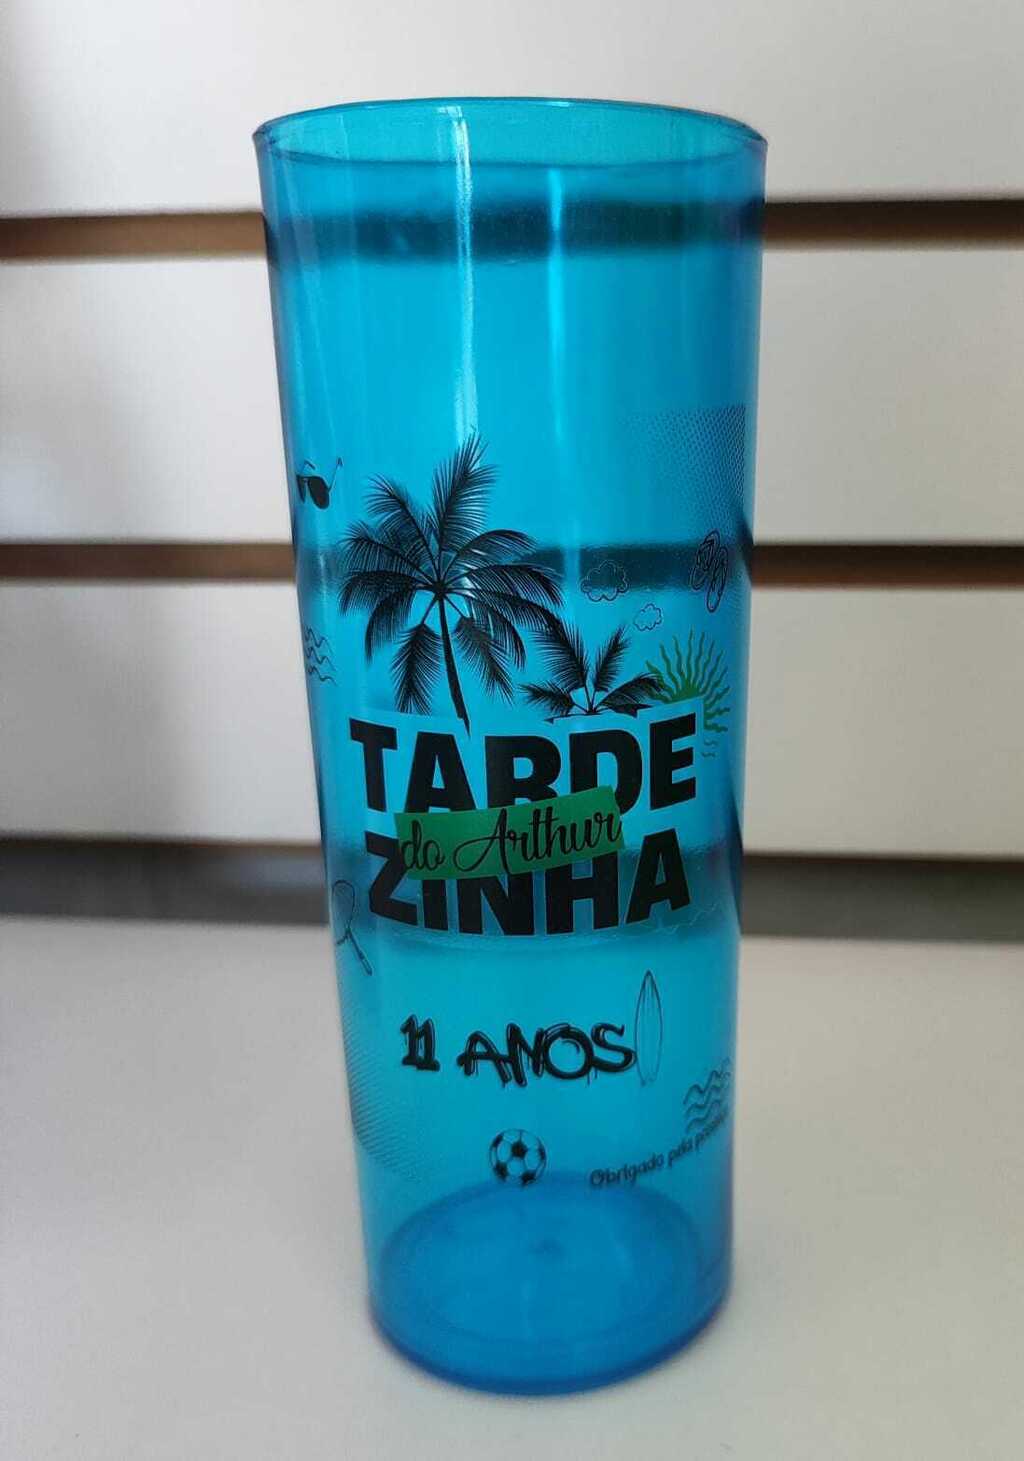 TARDE
do Arthur
ZINHA
11 ANOS
Obrigado pela